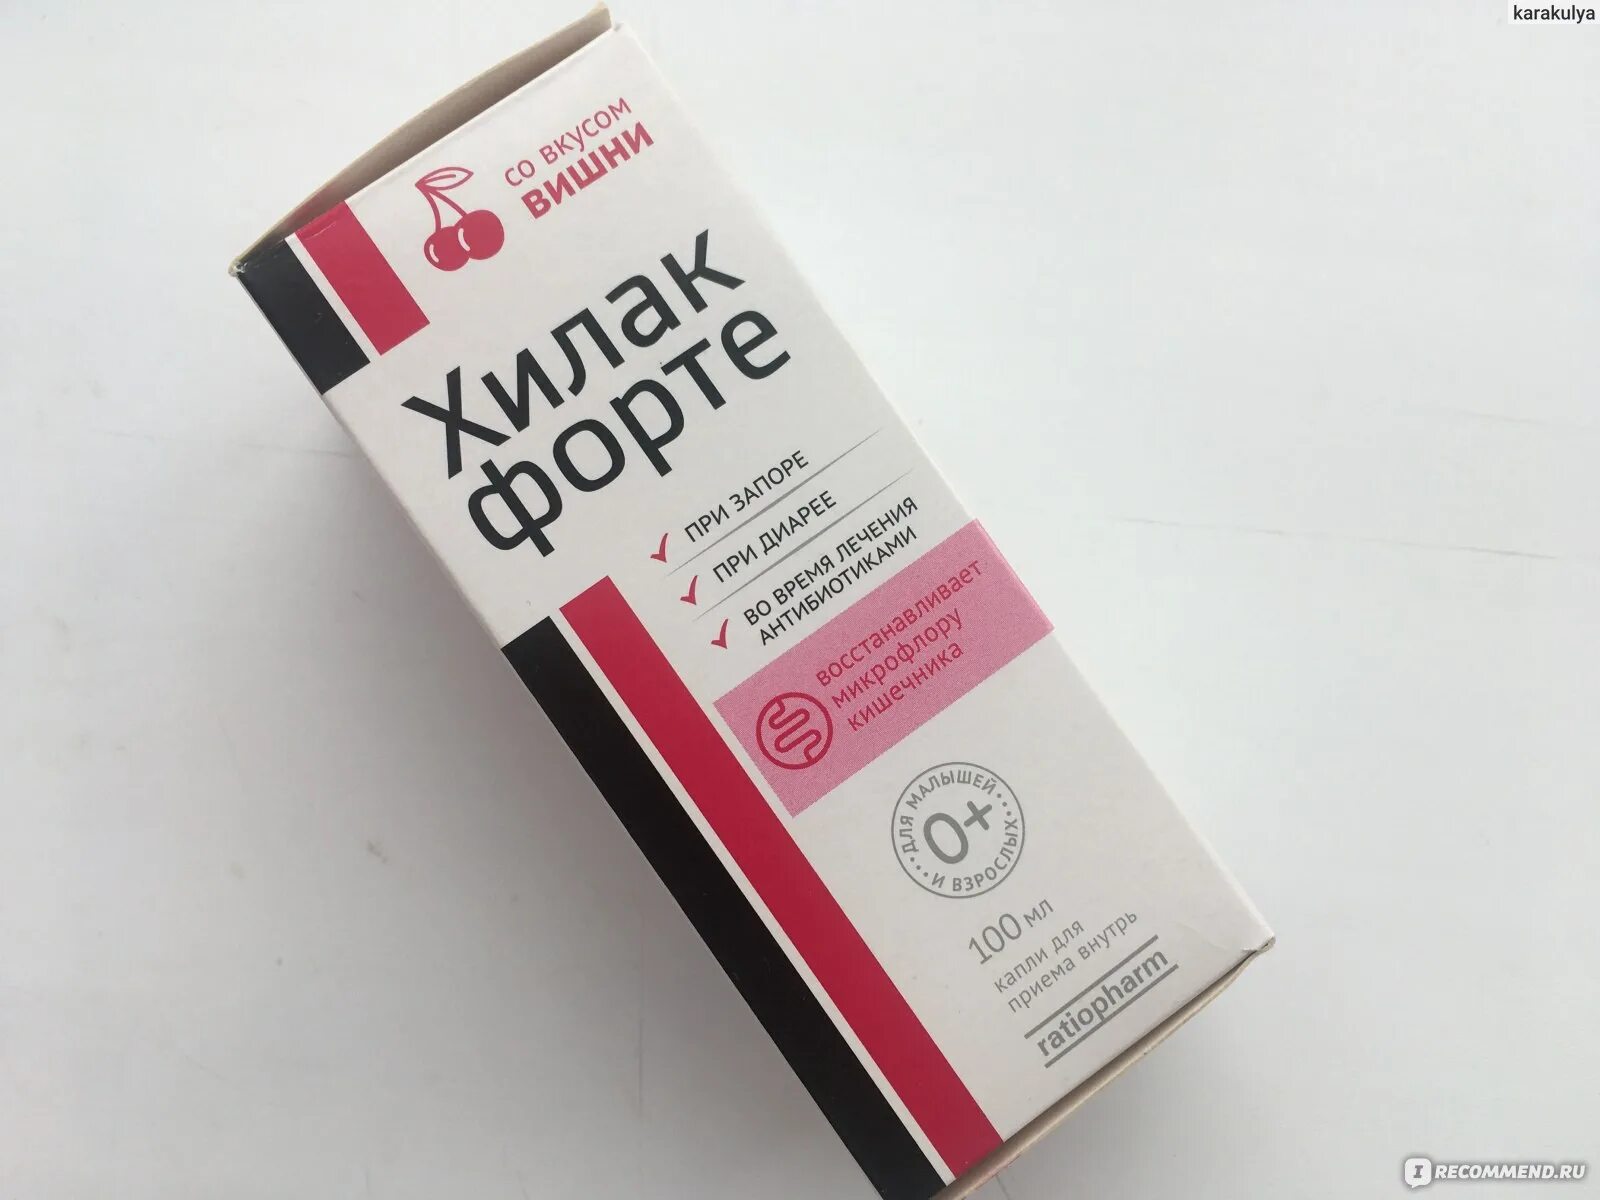 karakulya
СО ВКУСОМ
ВИШНИ
Хилак
форте
ПРИ ЗАПОРЕ
ПРИ ДИАРЕЕ
ВО ВРЕМЯ ЛЕЧЕНИЯ
АНТИБИОТИКАМИ
восстанавливает
микрофлору
кишечника
ДЛЯ МАЛЫШЕЙ
0+
И ВЗРОСЛЫХ
100 мл
капли для
приема внутрь
ratiopharm
IRECOMMEND.RU